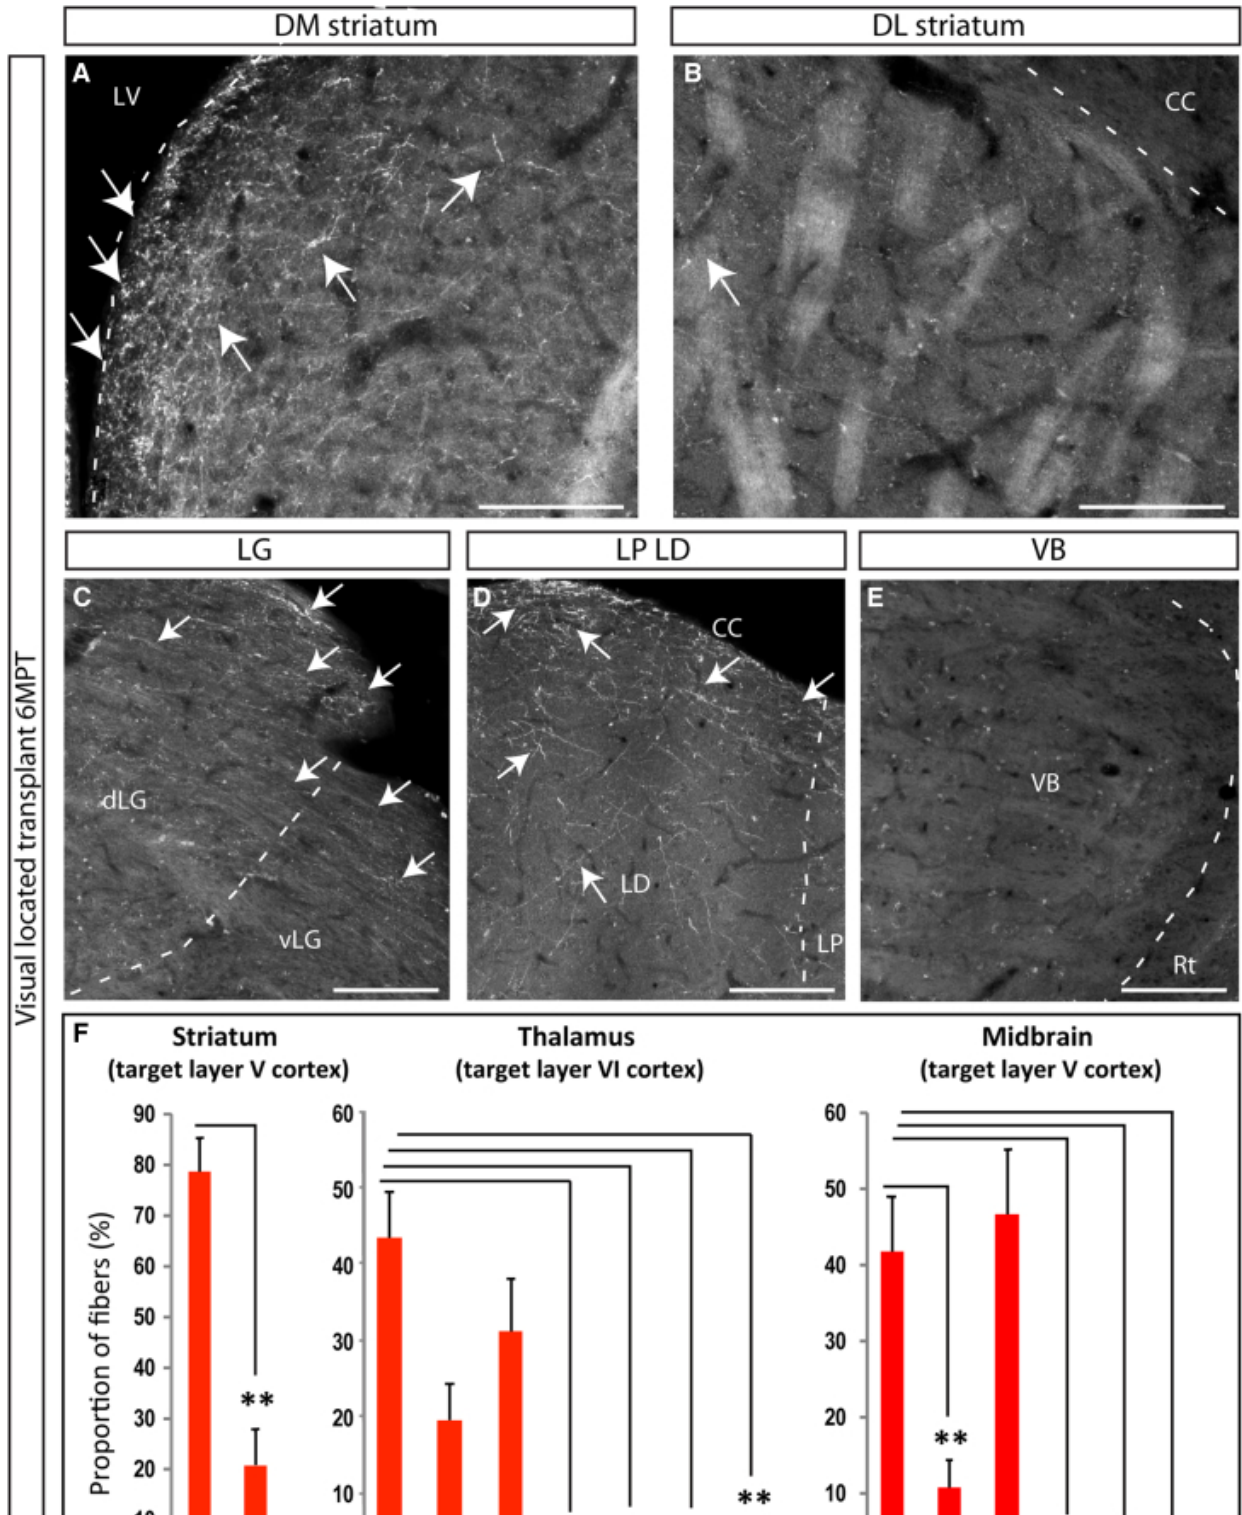 DM striatum
DL striatum
Visual located transplant 6MPT
A
LV
B
CC
LG
LP LD
VB
C
dLG
vLG
D
CC
LD
LP
E
VB
Rt
F
Striatum
(target layer V cortex)
Thalamus
(target layer VI cortex)
Midbrain
(target layer V cortex)
Proportion of fibers (%)
90
80
70
60
50
40
30
20
**
60
50
40
30
20
10
**
60
50
40
30
20
10
**